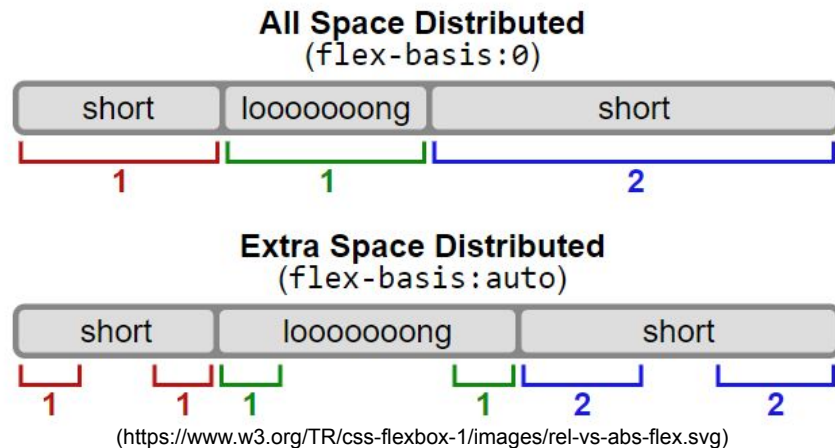 All Space Distributed
(flex-basis:0)
short looooooong short
1 1 2
Extra Space Distributed
(flex-basis:auto)
short looooooong short
1 1 1 1 2 2
(https://www.w3.org/TR/css-flexbox-1/images/rel-vs-abs-flex.svg)